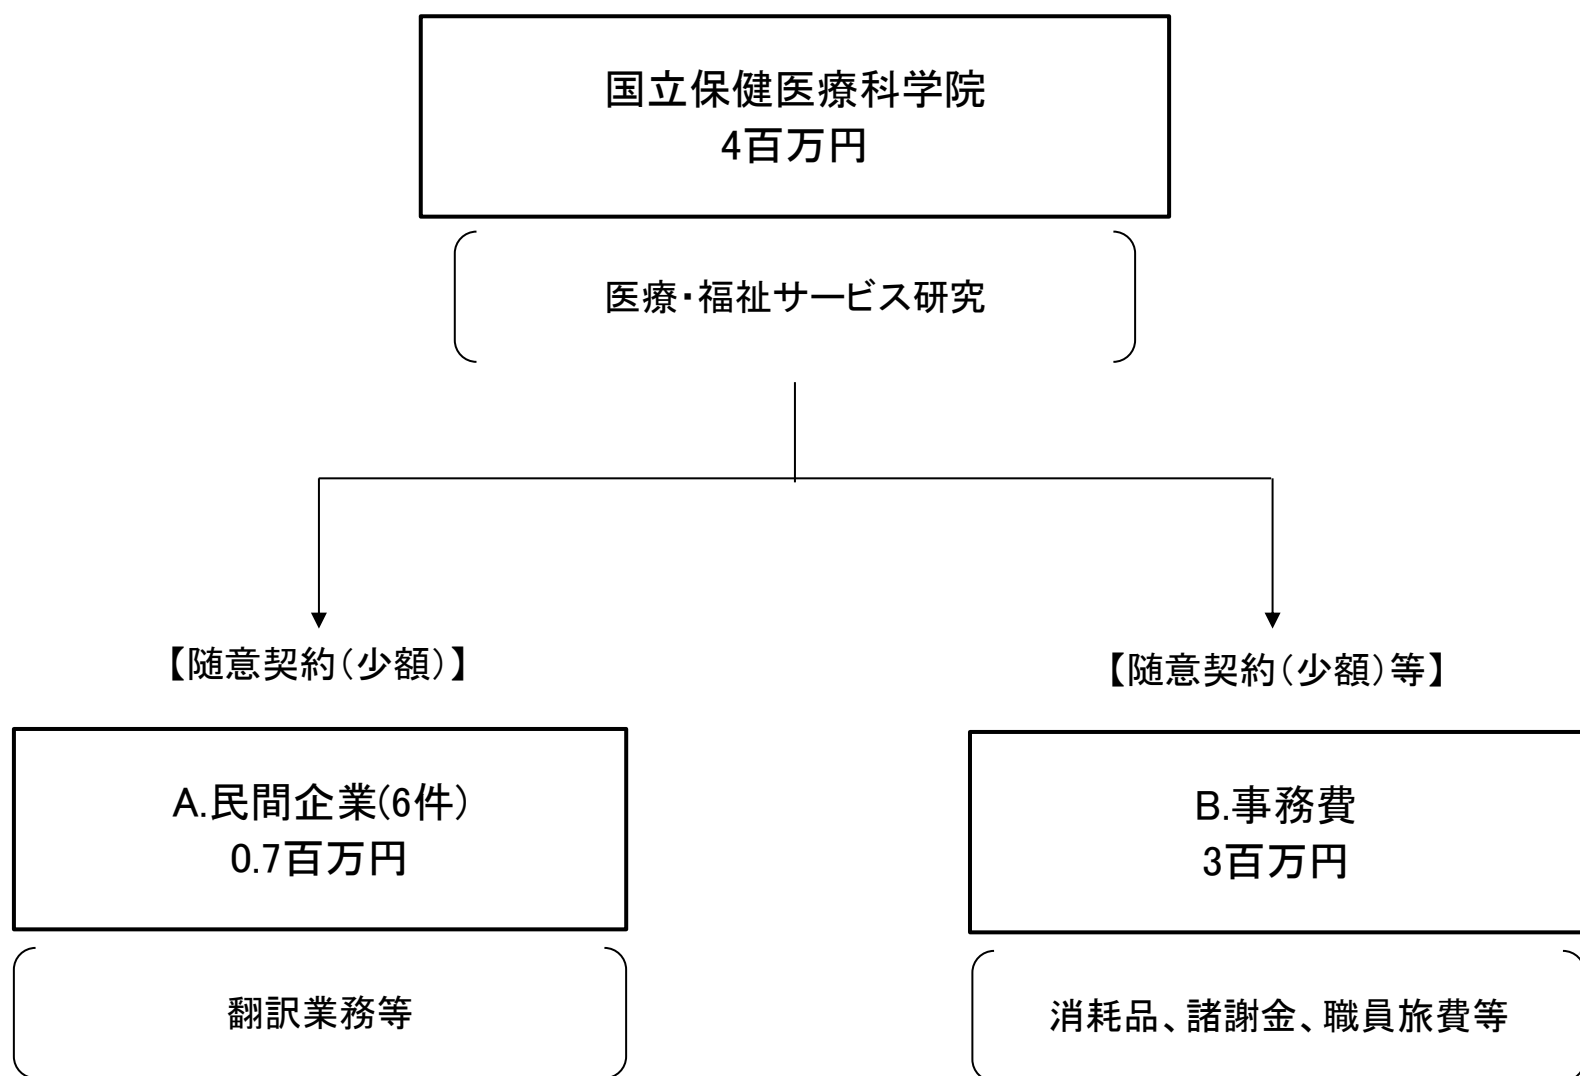 国立保健医療科学院
4百万円
医療・福祉サービス研究
【随意契約(少額)】
A.民間企業(6件)
0.7百万円
翻訳業務等
【随意契約(少額)等】
B.事務費
3百万円
消耗品、諸謝金、職員旅費等